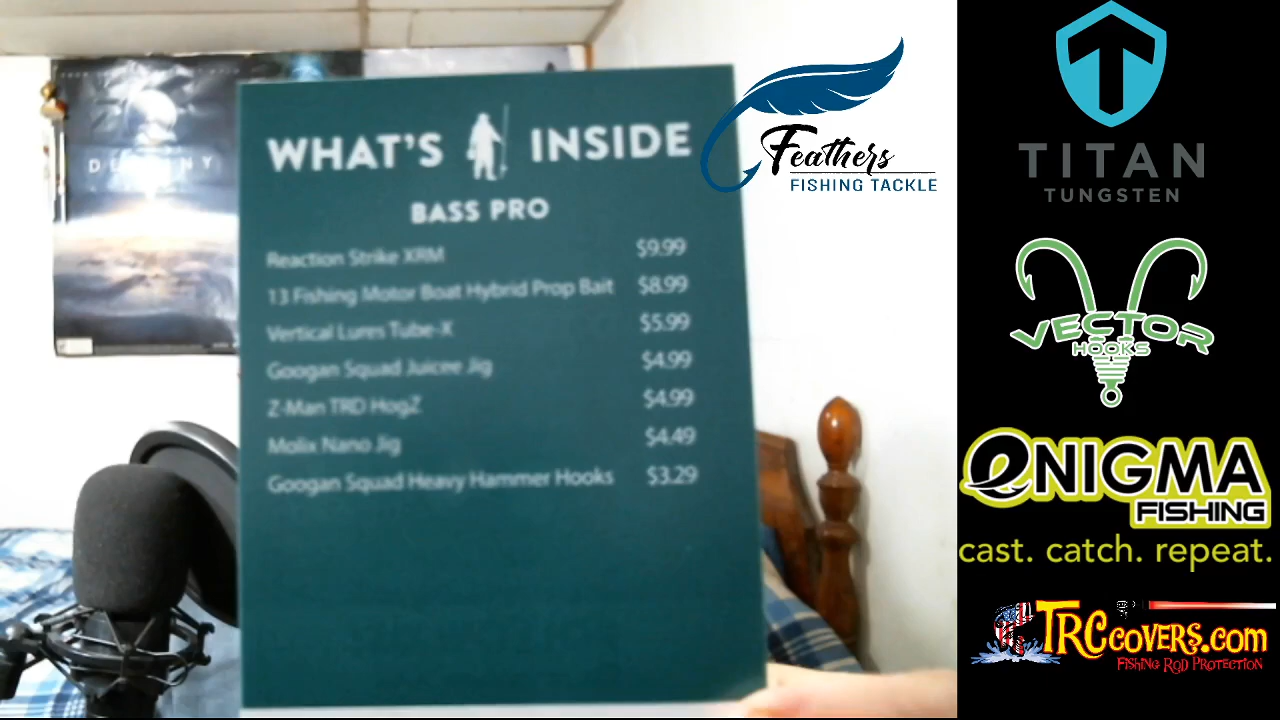 DESTINY
WHAT'S INSIDE
BASS PRO
Reaction Strike XRM $9.99
13 Fishing Motor Boat Hybrid Prop Bait $8.99
Vertical Lures Tube-X $5.99
Googan Squad Juicee Jig $4.99
Z-Man TRD HogZ $4.99
Molix Nano Jig $4.49
Googan Squad Heavy Hammer Hooks $3.29
Feathers
FISHING TACKLE
TITAN
TUNGSTEN
VECTOR
HOOKS
ENIGMA
FISHING
cast. catch. repeat.
TRCCOVERS.COM
FISHING ROD PROTECTION